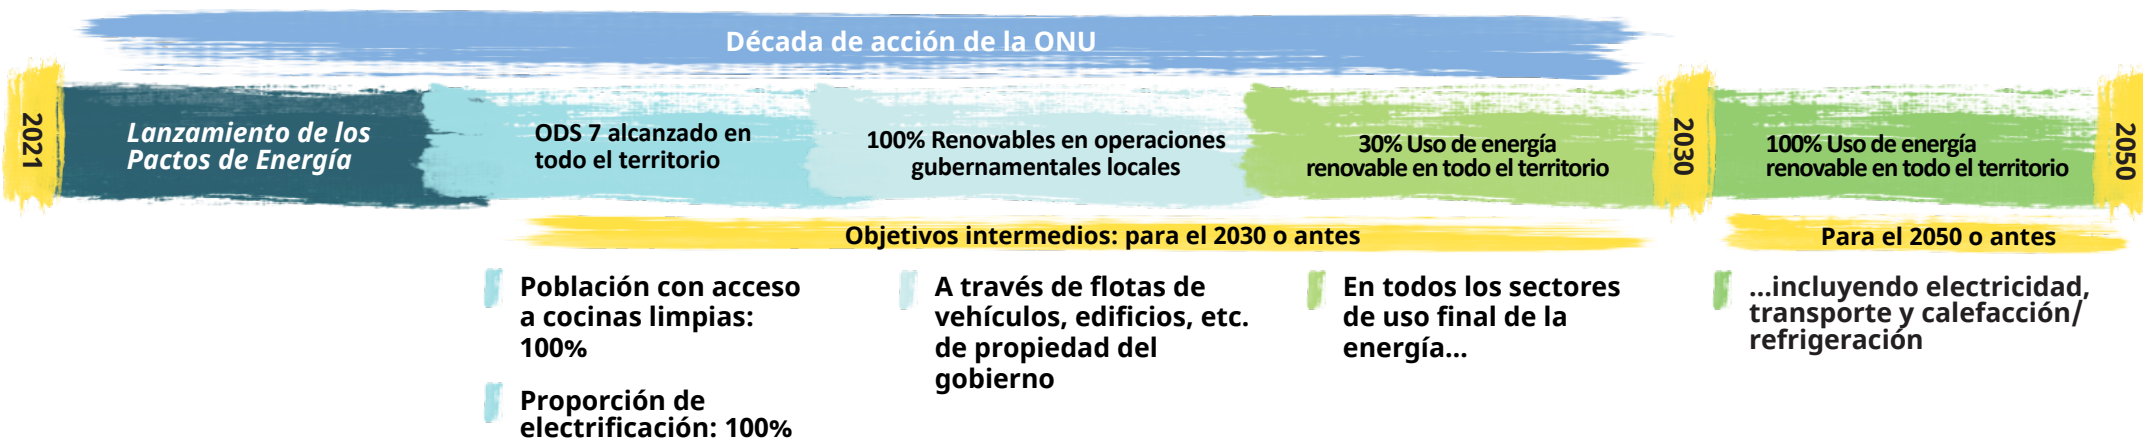 Década de acción de la ONU
2021
Lanzamiento de los
Pactos de Energía
ODS 7 alcanzado en
todo el territorio
100% Renovables en operaciones
gubernamentales locales
30% Uso de energía
renovable en todo el territorio
2030
100% Uso de energía
renovable en todo el territorio
2050
Objetivos intermedios: para el 2030 o antes
Para el 2050 o antes
Población con acceso
a cocinas limpias:
100%
Proporción de
electrificación: 100%
A través de flotas de
vehículos, edificios, etc.
de propiedad del
gobierno
En todos los sectores
de uso final de la
energía...
...incluyendo electricidad,
transporte y calefacción/
refrigeración